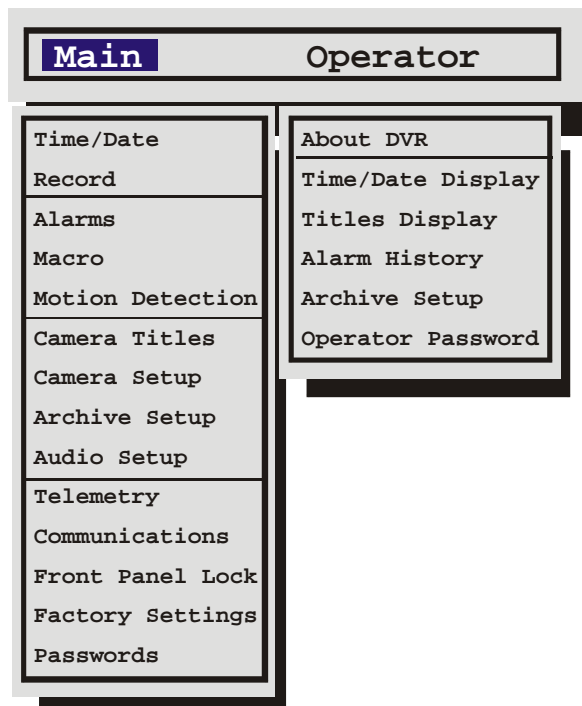 Main Operator
Time/Date
Record
Alarms
Macro
Motion Detection
Camera Titles
Camera Setup
Archive Setup
Audio Setup
Telemetry
Communications
Front Panel Lock
Factory Settings
Passwords
About DVR
Time/Date Display
Titles Display
Alarm History
Archive Setup
Operator Password